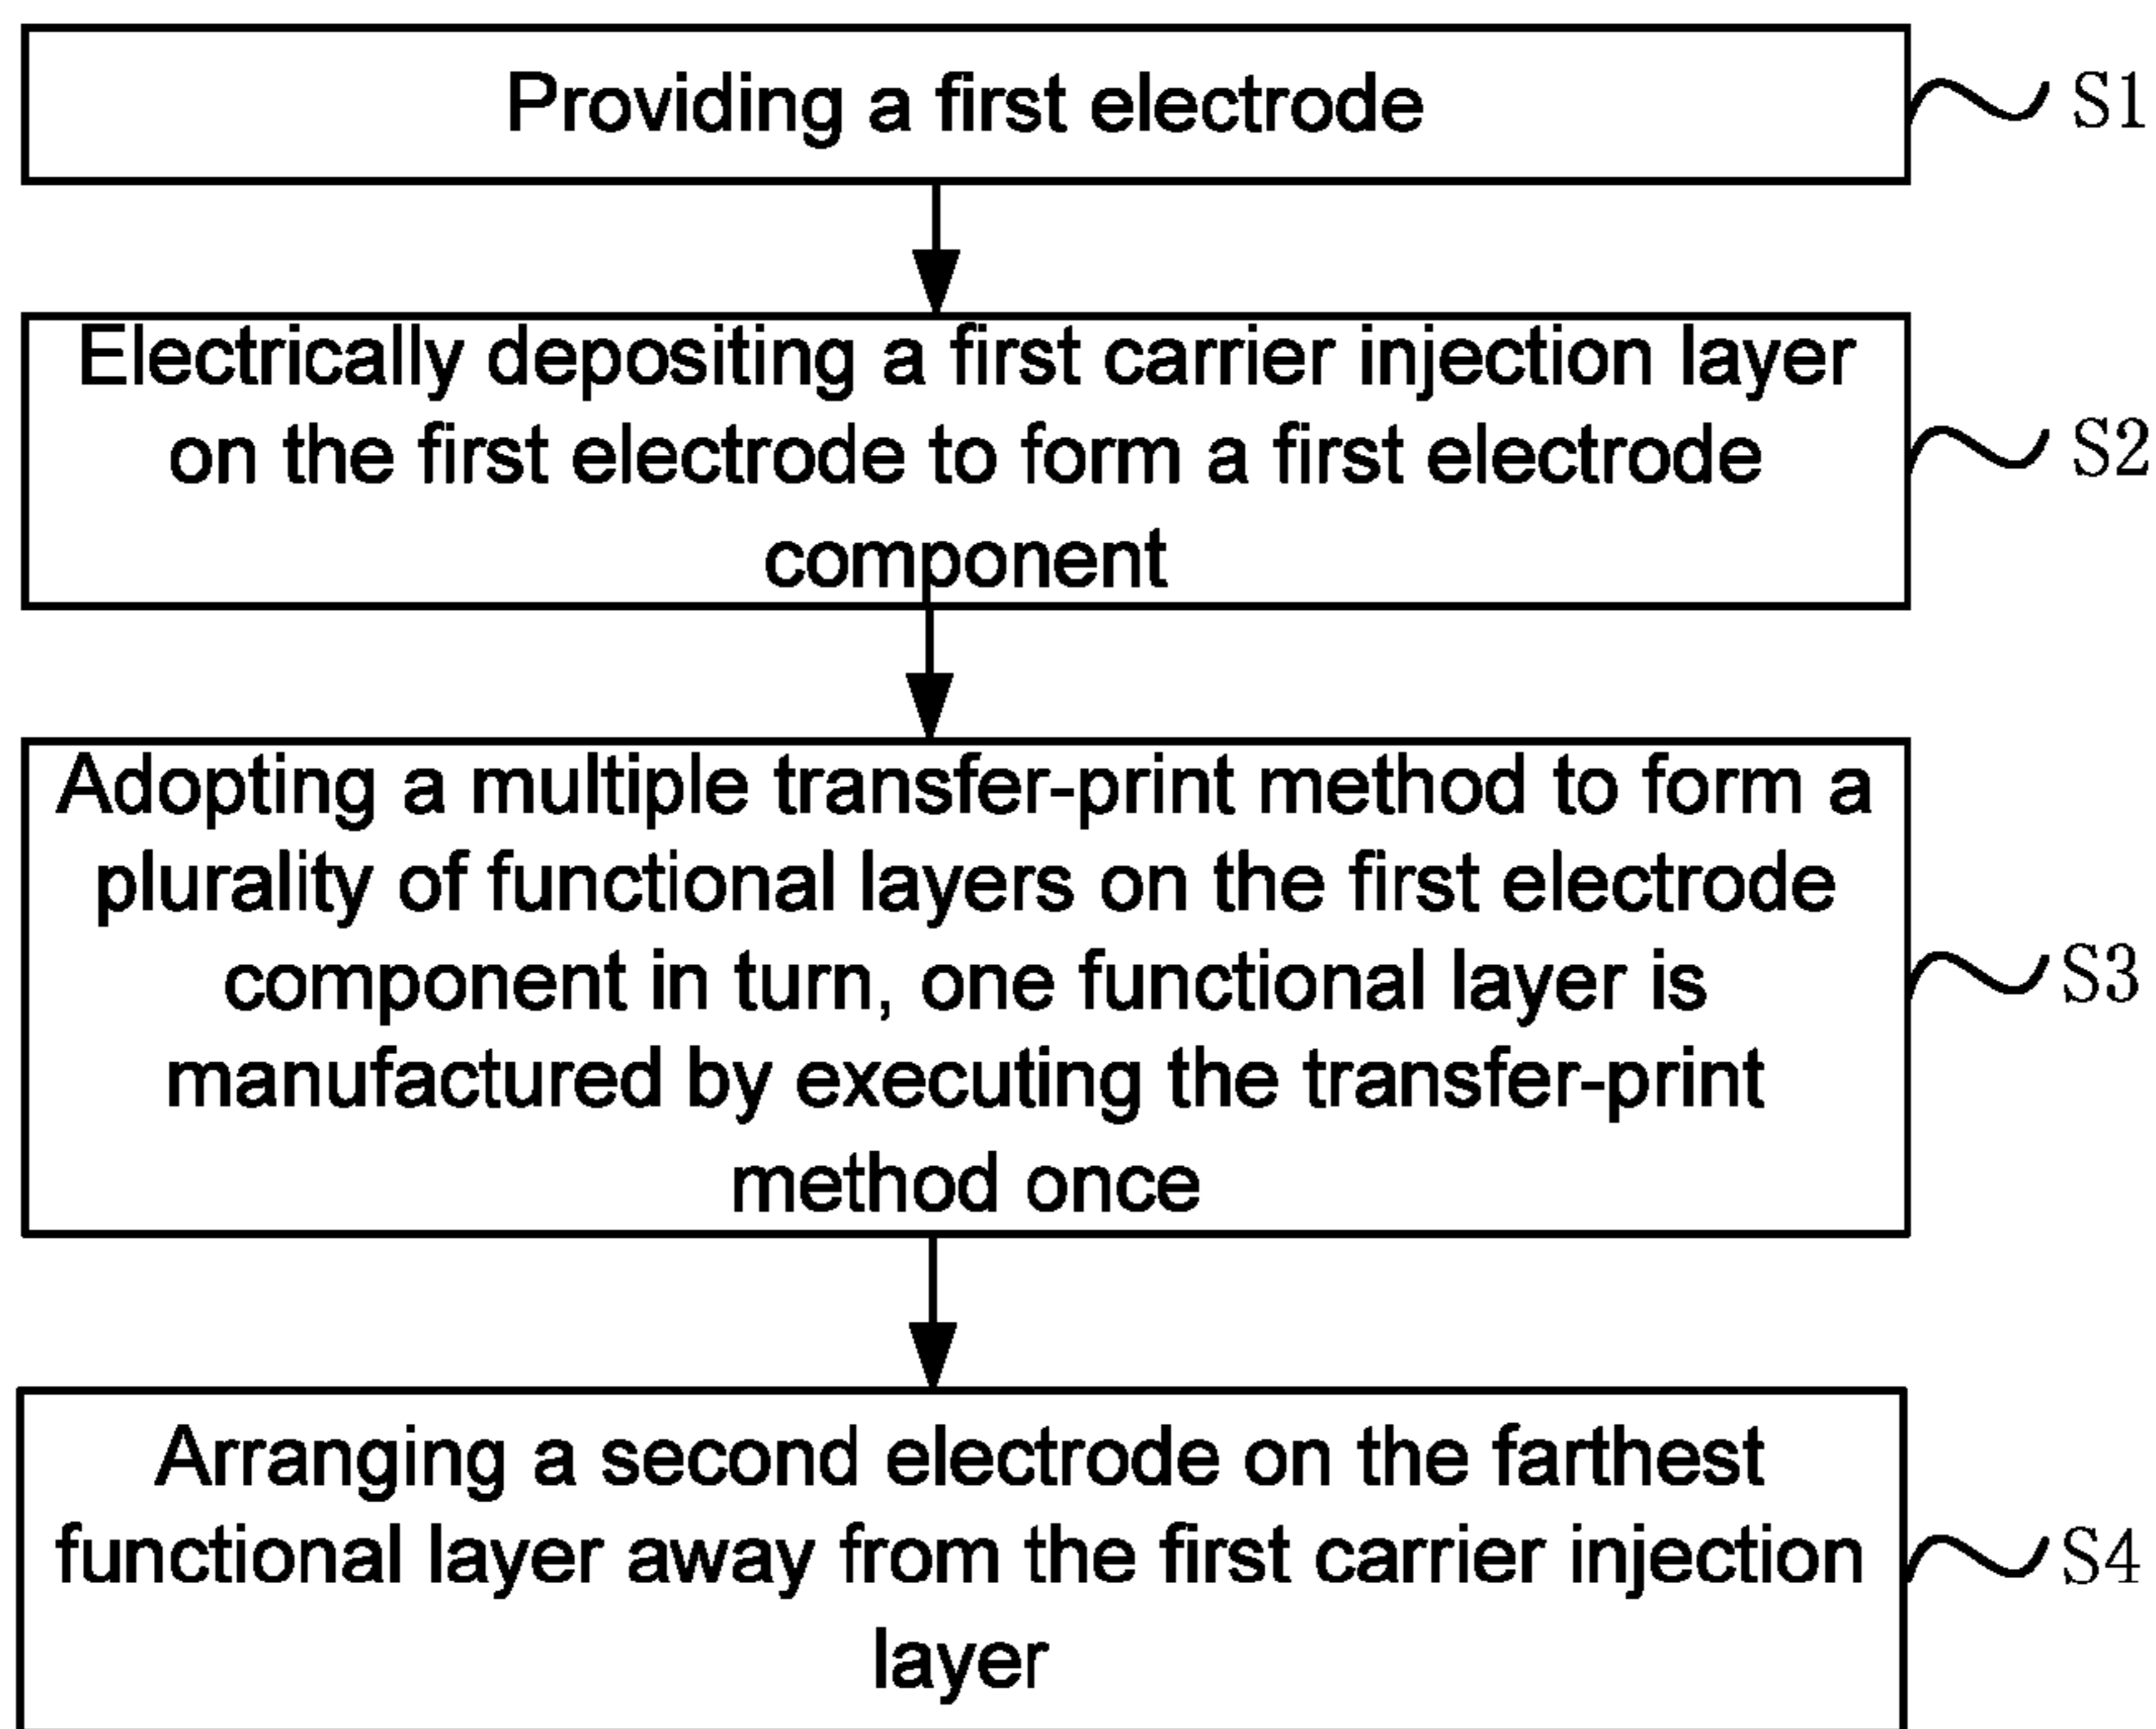 Providing a first electrode
S1
Electrically depositing a first carrier injection layer
on the first electrode to form a first electrode
component
S2
Adopting a multiple transfer-print method to form a
plurality of functional layers on the first electrode
component in turn, one functional layer is
manufactured by executing the transfer-print
method once
S3
Arranging a second electrode on the farthest
functional layer away from the first carrier injection
layer
S4